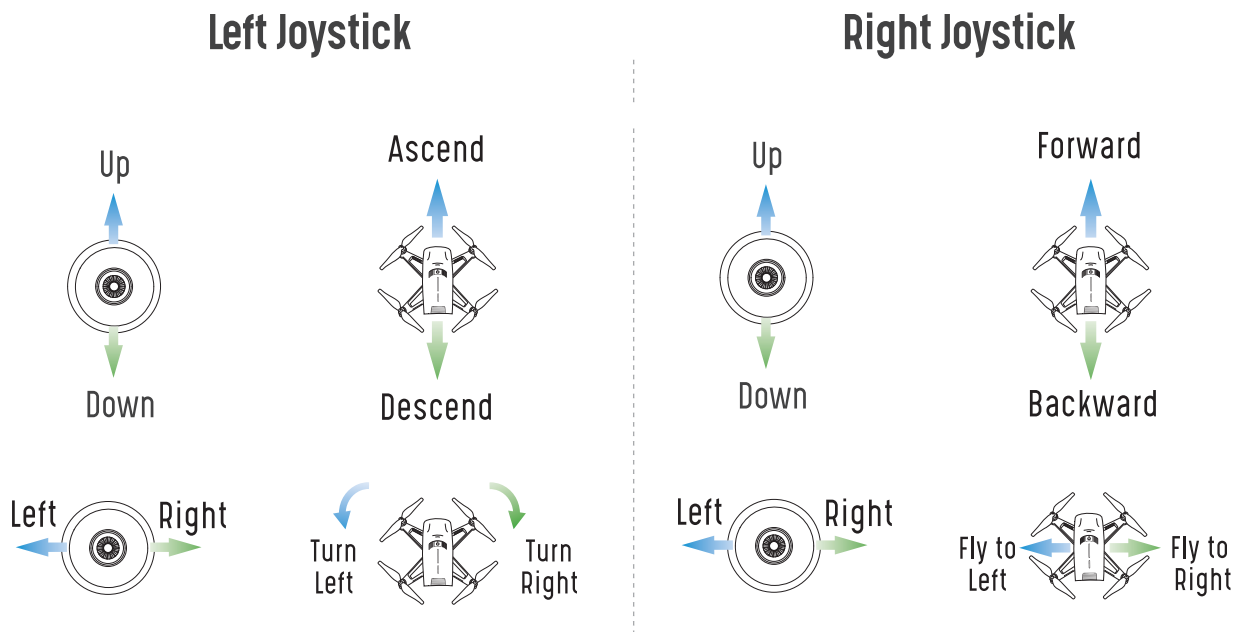 Left Joystick
Right Joystick
Up
Ascend
Down
Descend
Left
Right
Turn
Left
Turn
Right
Up
Forward
Down
Backward
Left
Right
Fly to
Left
Fly to
Right